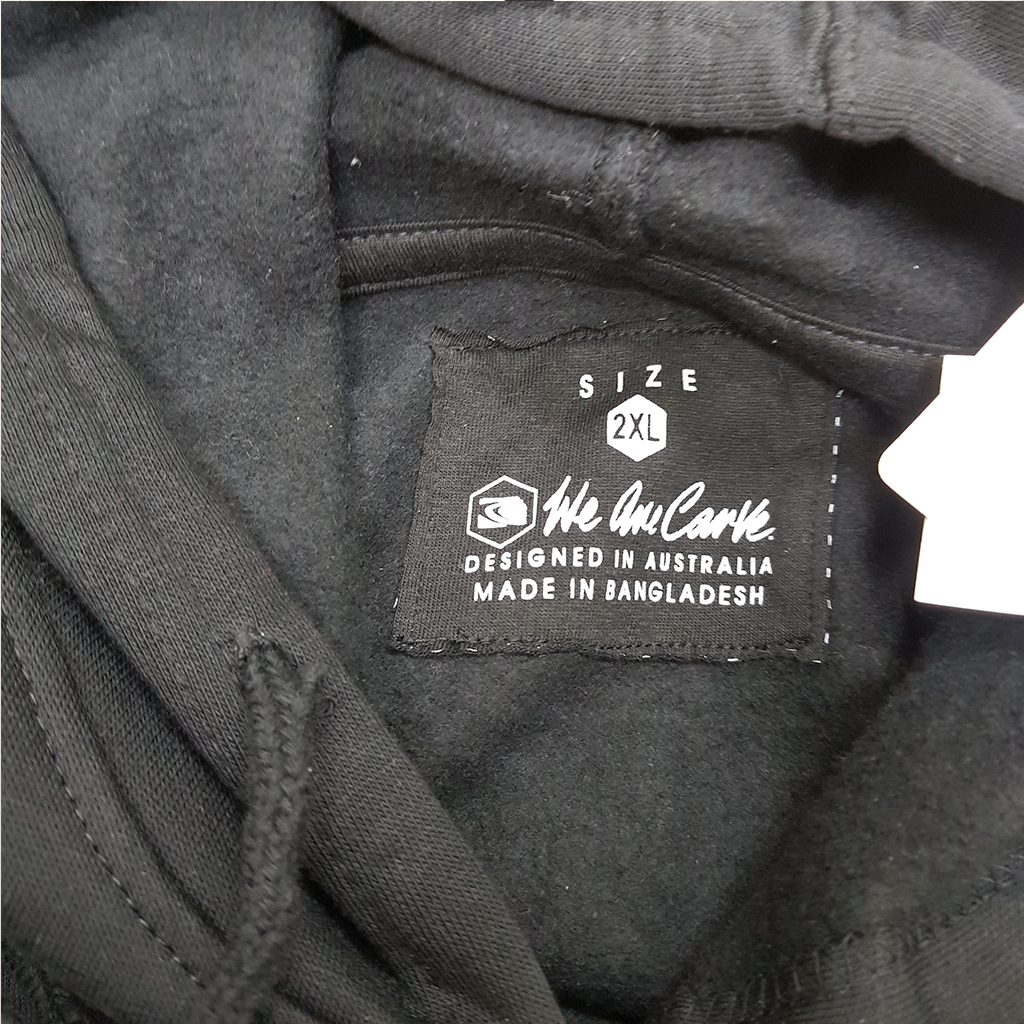 SIZE
2XL
We Are Carve.
DESIGNED IN AUSTRALIA
MADE IN BANGLADESH